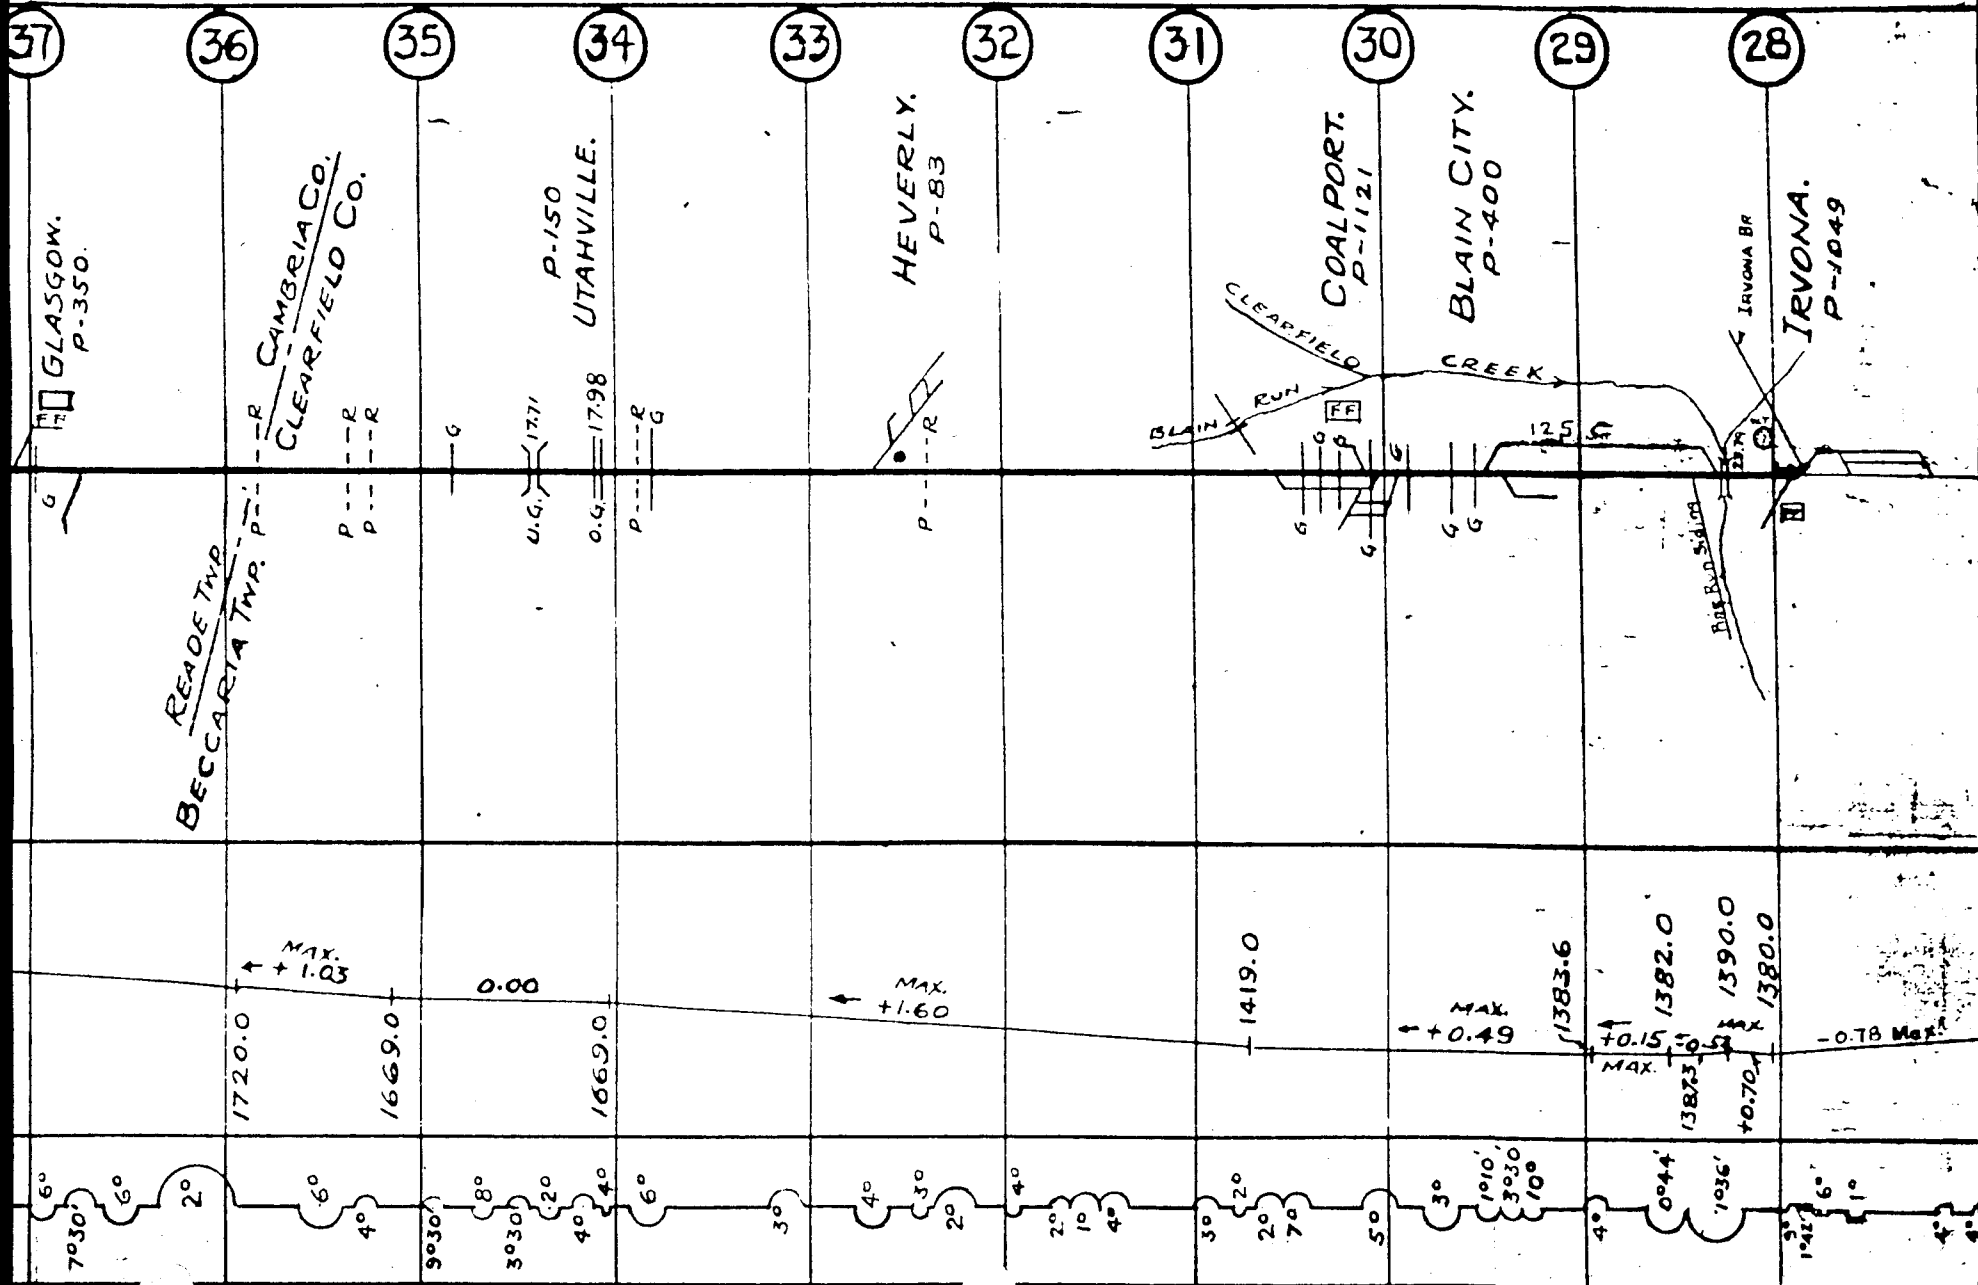 37
36
35
34
33
32
31
30
29
28
GLASGOW.
P-350.
FF
G
CAMBRIA CO.
CLEARFIELD CO.
READE TWP.
BECCARIA TWP.
P-----R
P-----R
P-----R
G
P-150
UTAHVILLE.
U.G. 17.71
O.G. 17.98
P-----R
G
HEVERLY.
P-83
P-----R
CLEARFIELD
CREEK
BLAIN RUN
COALPORT.
P-1121
FF
G
G
G
G
G
BLAIN CITY.
P-400
125
IRVONA BR
IRVONA.
P-1049
Siding
MAX.
+ 1.03
0.00
MAX.
+1.60
MAX.
+0.49
+0.15
MAX.
MAX
+0.70
-0.78 Max.
1720.0
1669.0
1669.0
1419.0
1383.6
1382.0
1387.3
1390.0
1380.0
6°
7°30'
6°
2°
6°
4°
9°30'
8°
3°30'
2°
4°
4°
6°
3°
4°
3°
2°
4°
2°
1°
4°
3°
2°
2°
7°
5°
3°
1°10'
3°30
10°
4°
0°44'
1°36'
9°
1°42'
6°
1°
4°
4°